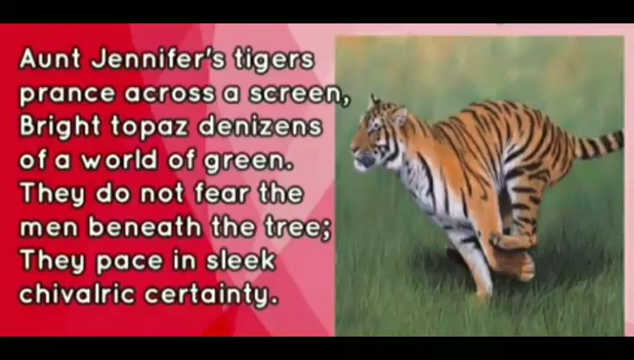 Aunt Jennifer's tigers
prance across a screen,
Bright topaz denizens
of a world of green.
They do not fear the
men beneath the tree;
They pace in sleek
chivalric certainty.